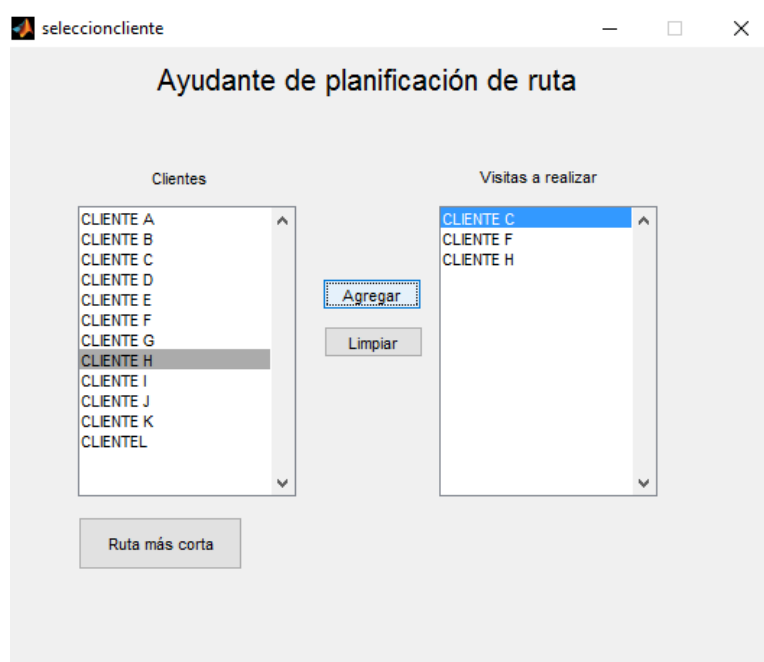 seleccioncliente
Ayudante de planificación de ruta
Clientes
CLIENTE A
CLIENTE B
CLIENTE C
CLIENTE D
CLIENTE E
CLIENTE F
CLIENTE G
CLIENTE H
CLIENTE I
CLIENTE J
CLIENTE K
CLIENTEL
Agregar
Limpiar
Visitas a realizar
CLIENTE C
CLIENTE F
CLIENTE H
Ruta más corta